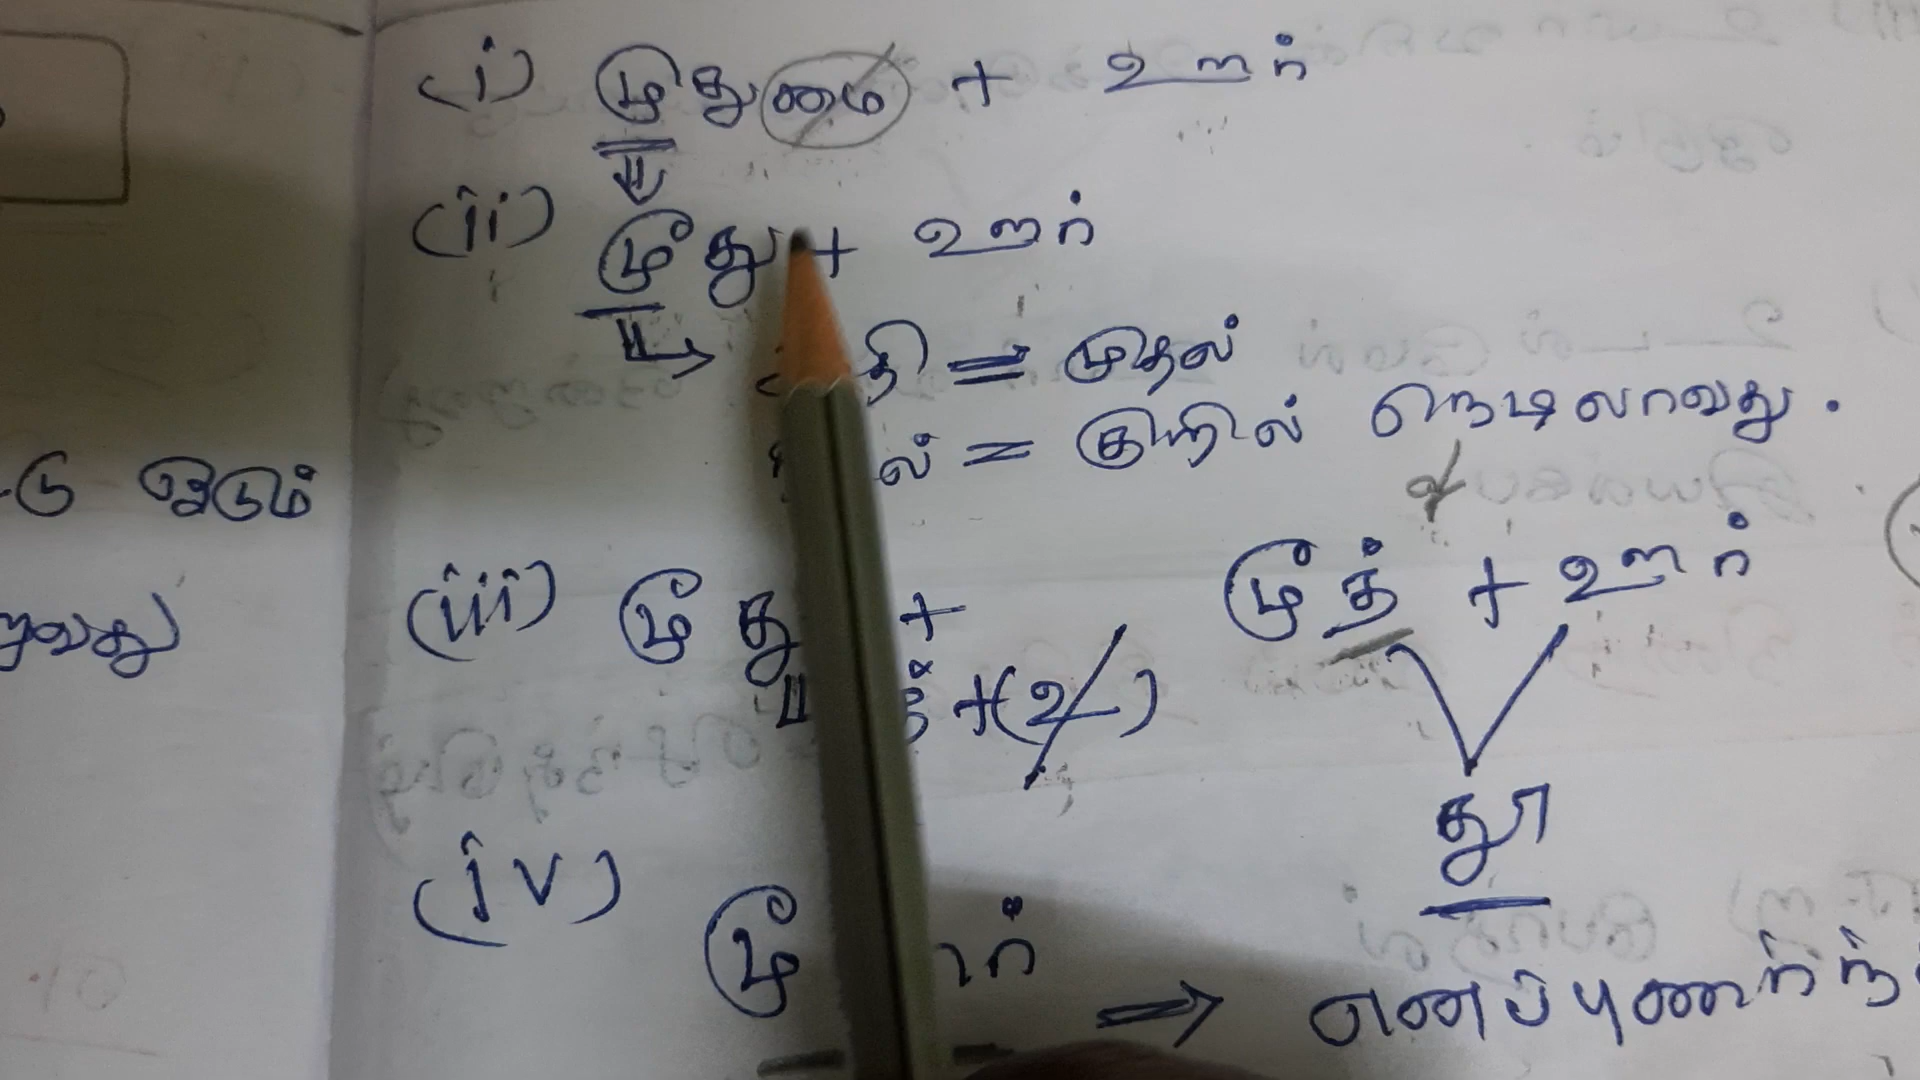 (i) முதுமை + ஊர்
(ii) மூது + ஊர்
= முதல்
= குறில் நெடிலாவது.
டு ஒடும்
வது
(iii) மூது +
மூத் + ஊர்
+(உ)
தூ
(iv) மூ ர்
⇒ எனப்புணர்ந்